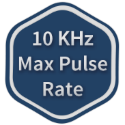 10 KHz
Max Pulse
Rate